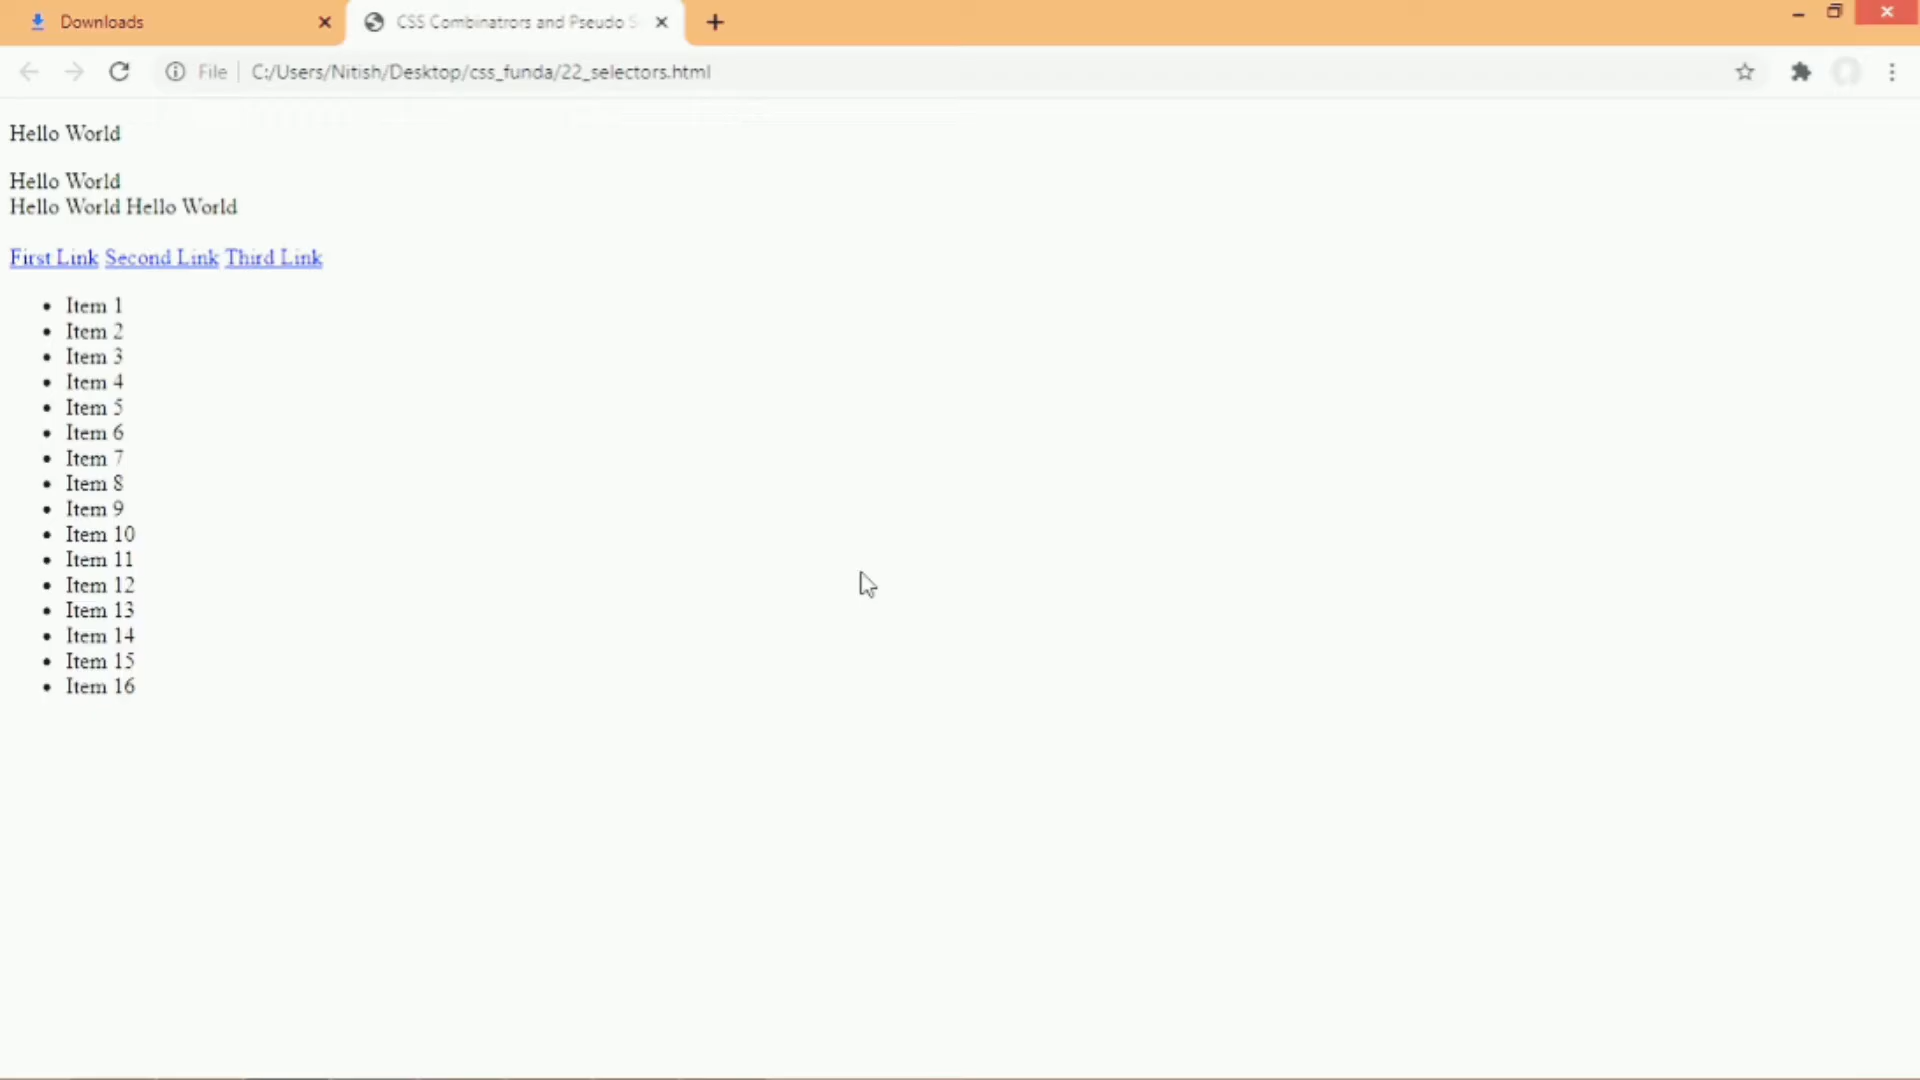 Downloads
CSS Combinatrors and Pseudo S
File
C:/Users/Nitish/Desktop/css_funda/22_selectors.html
Hello World
Hello World
Hello World Hello World
First Link Second Link Third Link
Item 1
Item 2
Item 3
Item 4
Item 5
Item 6
Item 7
Item 8
Item 9
Item 10
Item 11
Item 12
Item 13
Item 14
Item 15
Item 16